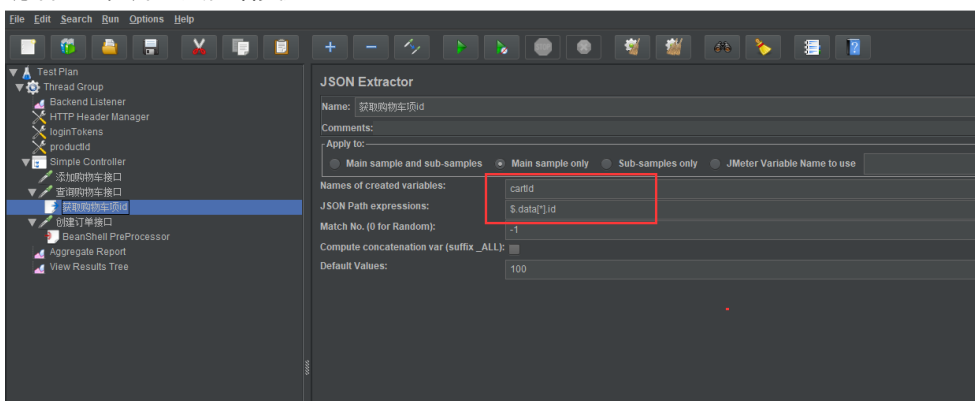 File Edit Search Run Options Help
Test Plan
Thread Group
Backend Listener
HTTP Header Manager
loginTokens
productId
Simple Controller
添加购物车接口
查询购物车接口
获取购物车项id
创建订单接口
BeanShell PreProcessor
Aggregate Report
View Results Tree
JSON Extractor
Name: 获取购物车项id
Comments:
Apply to:
Main sample and sub-samples Main sample only Sub-samples only JMeter Variable Name to use
Names of created variables: cartId
JSON Path expressions: $.data[*].id
Match No. (0 for Random): -1
Compute concatenation var (suffix _ALL):
Default Values: 100